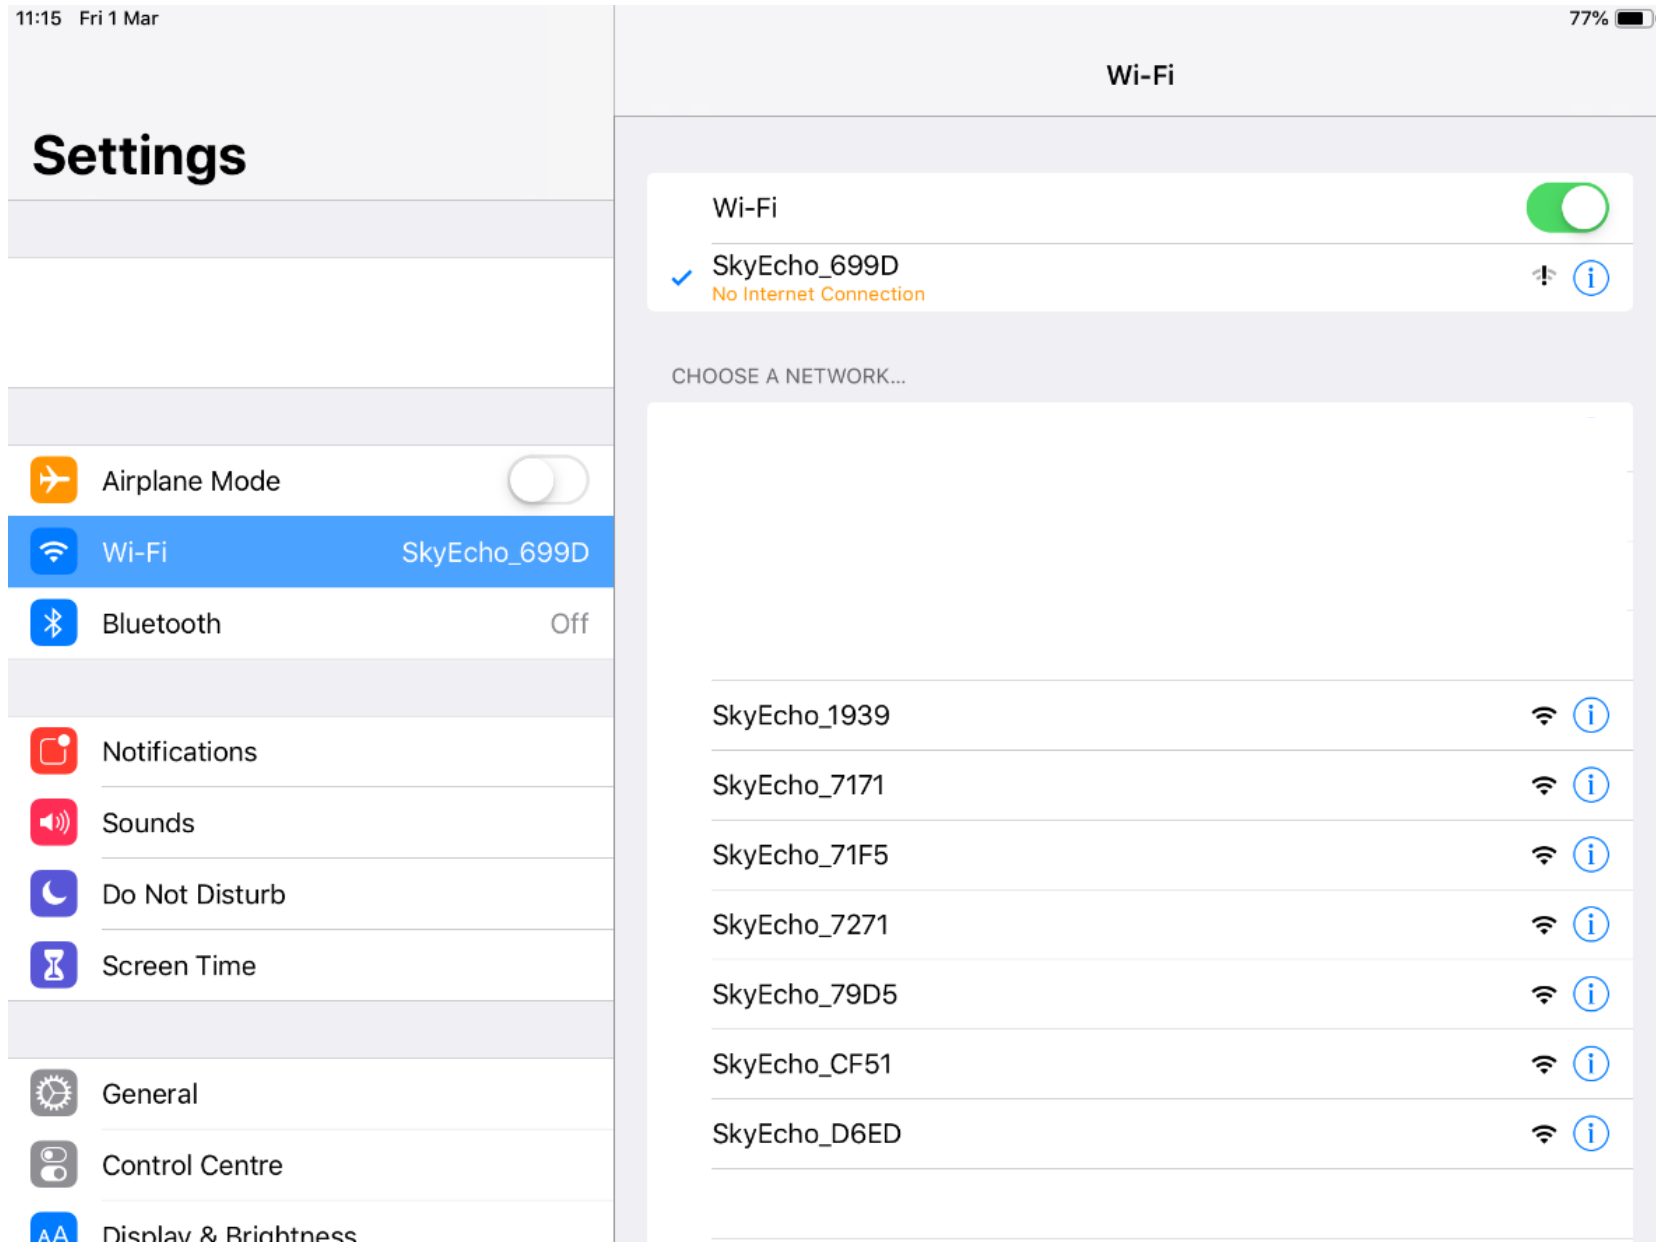 11:15 Fri 1 Mar
77%
Settings
Airplane Mode
Wi-Fi SkyEcho_699D
Bluetooth Off
Notifications
Sounds
Do Not Disturb
Screen Time
General
Control Centre
AA Display & Brightness
Wi-Fi
Wi-Fi
SkyEcho_699D
No Internet Connection
CHOOSE A NETWORK...
SkyEcho_1939
SkyEcho_7171
SkyEcho_71F5
SkyEcho_7271
SkyEcho_79D5
SkyEcho_CF51
SkyEcho_D6ED